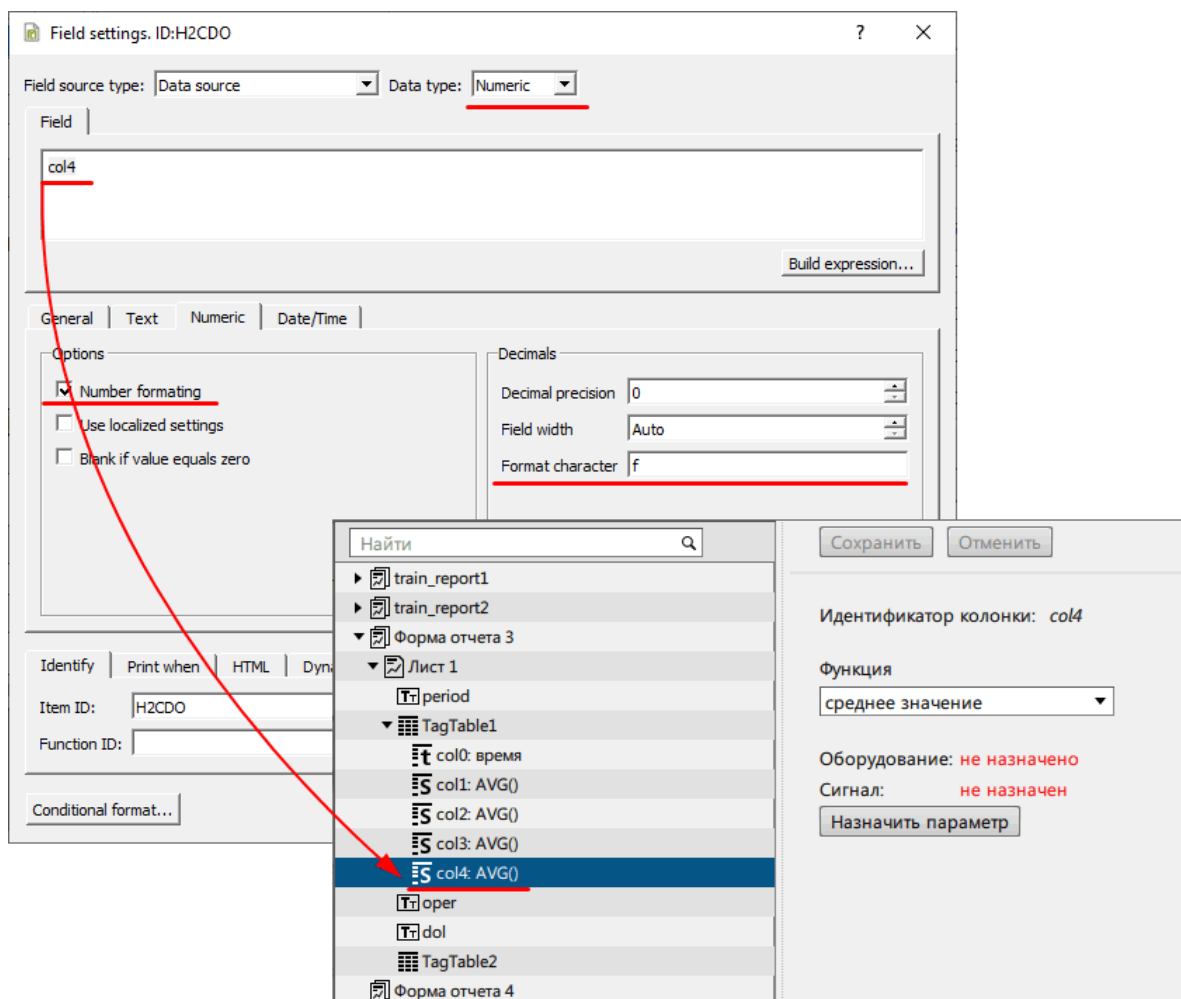 Field settings. ID:H2CDO
?
Field source type: Data source Data type: Numeric
Field
col4
Build expression...
General Text Numeric Date/Time
Options
Number formating
Use localized settings
Blank if value equals zero
Decimals
Decimal precision 0
Field width Auto
Format character f
Identify Print when HTML Dyna
Item ID: H2CDO
Function ID:
Conditional format...
Найти
train_report1
train_report2
Форма отчета 3
Лист 1
Tт period
TagTable1
t col0: время
S col1: AVG()
S col2: AVG()
S col3: AVG()
S col4: AVG()
Tт oper
Tт dol
TagTable2
Форма отчета 4
Сохранить Отменить
Идентификатор колонки: col4
Функция
среднее значение
Оборудование: не назначено
Сигнал: не назначен
Назначить параметр